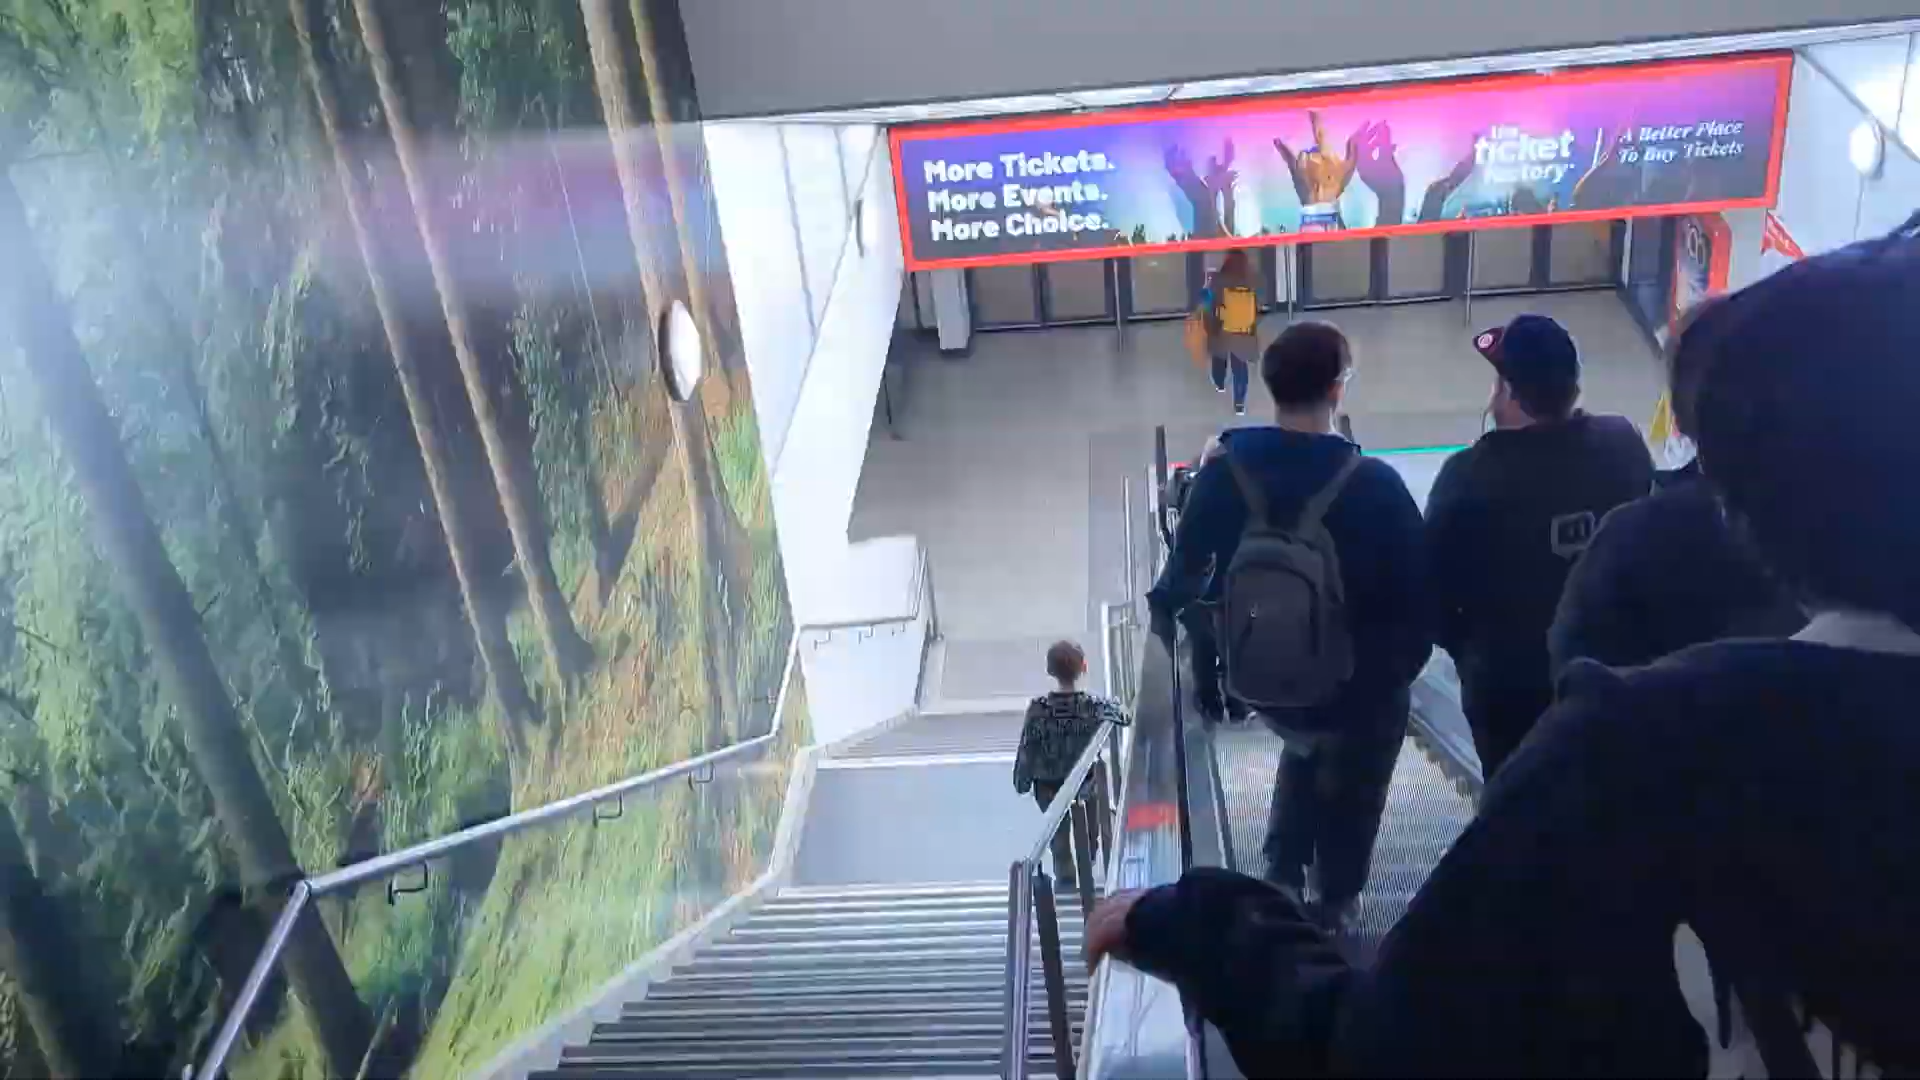 More Tickets.
More Events.
More Choice.
the
ticket
factory
A Better Place
To Buy Tickets